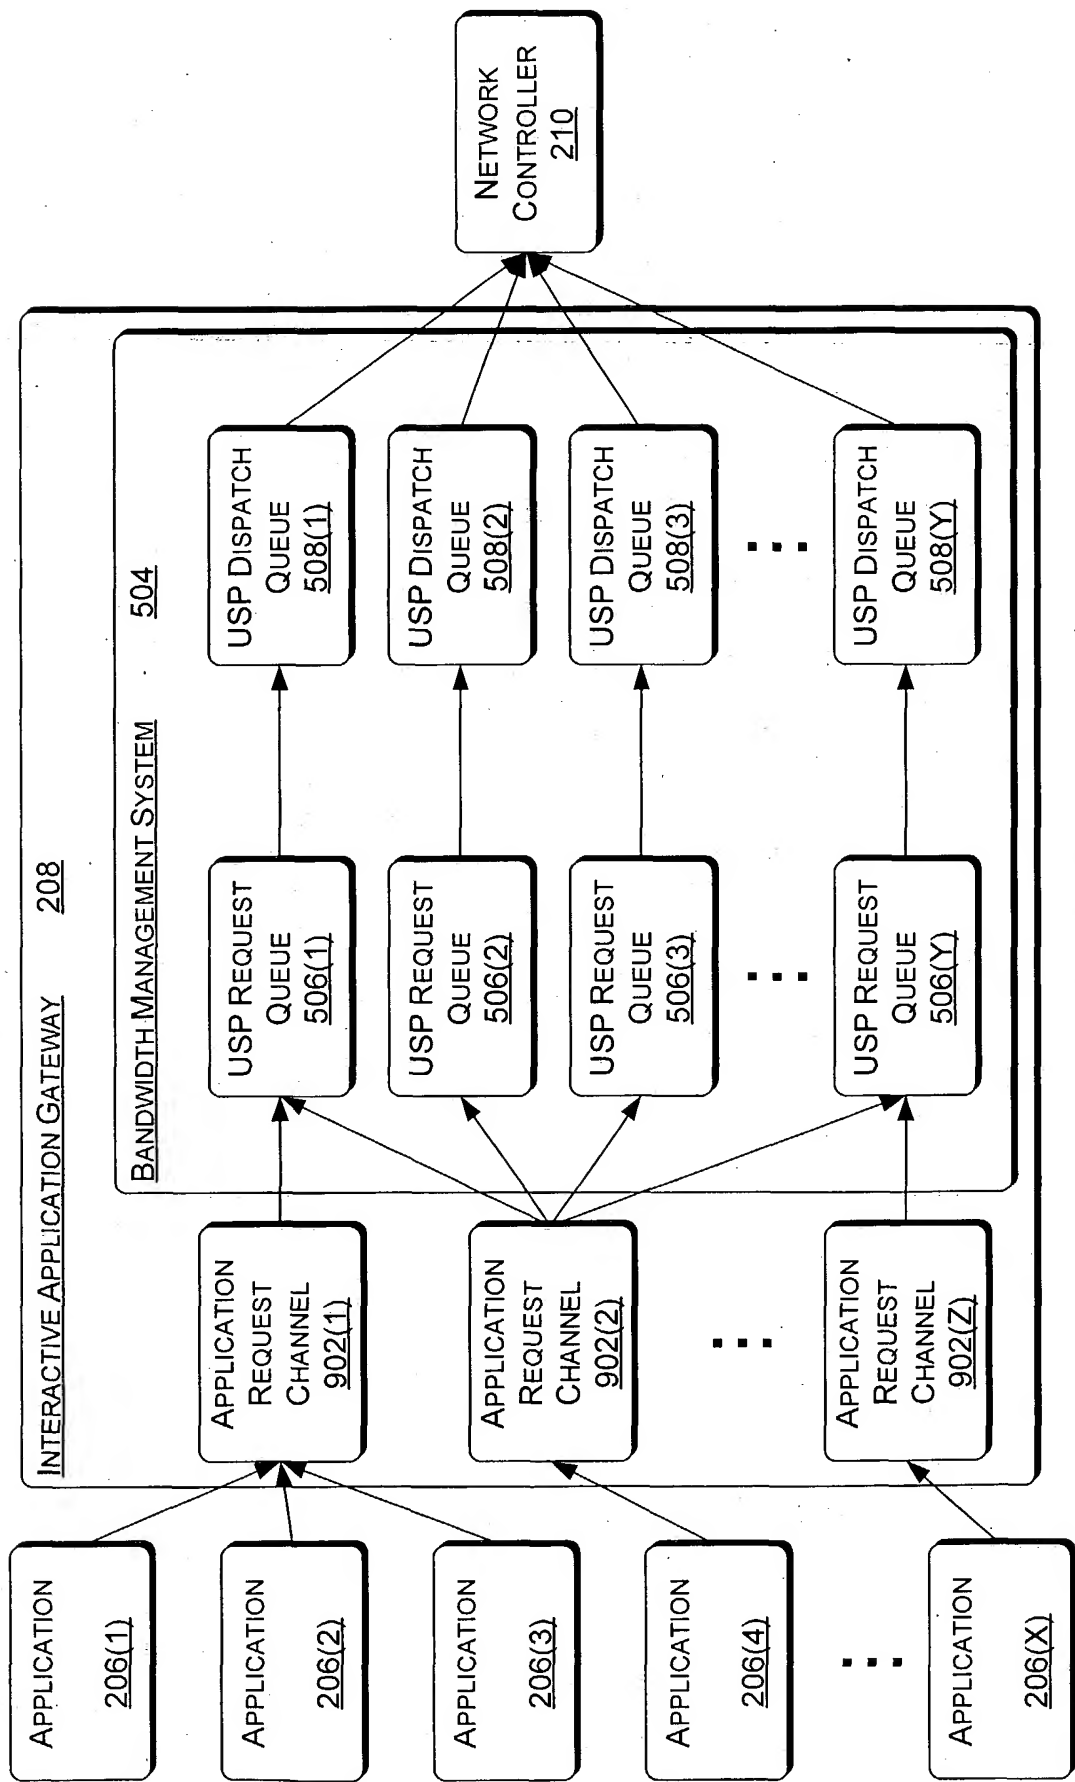 INTERACTIVE APPLICATION GATEWAY 208
BANDWIDTH MANAGEMENT SYSTEM 504
APPLICATION
206(1)
APPLICATION
206(2)
APPLICATION
206(3)
APPLICATION
206(4)
APPLICATION
206(X)
APPLICATION
REQUEST
CHANNEL
902(1)
APPLICATION
REQUEST
CHANNEL
902(2)
APPLICATION
REQUEST
CHANNEL
902(Z)
USP REQUEST
QUEUE
506(1)
USP REQUEST
QUEUE
506(2)
USP REQUEST
QUEUE
506(3)
USP REQUEST
QUEUE
506(Y)
USP DISPATCH
QUEUE
508(1)
USP DISPATCH
QUEUE
508(2)
USP DISPATCH
QUEUE
508(3)
USP DISPATCH
QUEUE
508(Y)
NETWORK
CONTROLLER
210